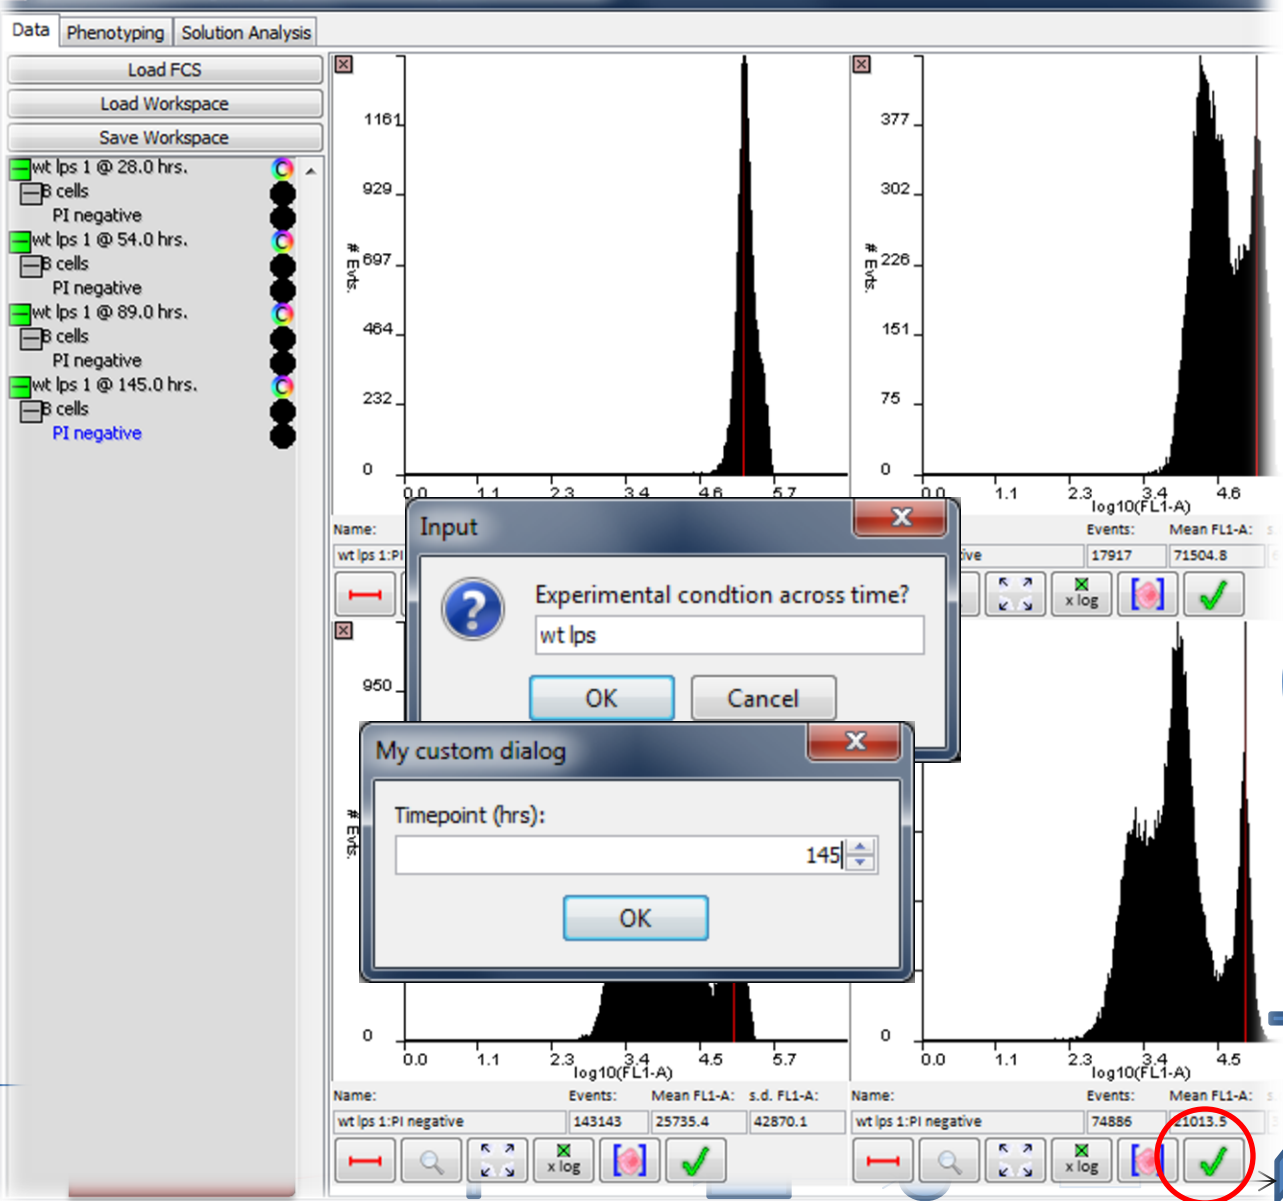 Data Phenotyping Solution Analysis
Load FCS
Load Workspace
Save Workspace
wt lps 1 @ 28.0 hrs.
B cells
PI negative
wt lps 1 @ 54.0 hrs.
B cells
PI negative
wt lps 1 @ 89.0 hrs.
B cells
PI negative
wt lps 1 @ 145.0 hrs.
B cells
PI negative
1161
929
697
464
232
0
# Evts.
0.0 1.1 2.3 3.4 4.6 5.7
Name:
wt lps 1:PI
377
302
226
151
75
0
# Evts.
0.0 1.1 2.3 3.4 4.6
log10(FL1-A)
Events: Mean FL1-A: s.
ive 17917 71504.8
x log
Input
Experimental condtion across time?
wt lps
OK Cancel
My custom dialog
Timepoint (hrs):
145
OK
950
0
# Evts.
0.0 1.1 2.3 3.4 4.5 5.7
log10(FL1-A)
Name: Events: Mean FL1-A: s.d. FL1-A:
wt lps 1:PI negative 143143 25735.4 42870.1
x log
0
0.0 1.1 2.3 3.4 4.5
log10(FL1-A)
Name: Events: Mean FL1-A: s.
wt lps 1:PI negative 74886 21013.5
x log